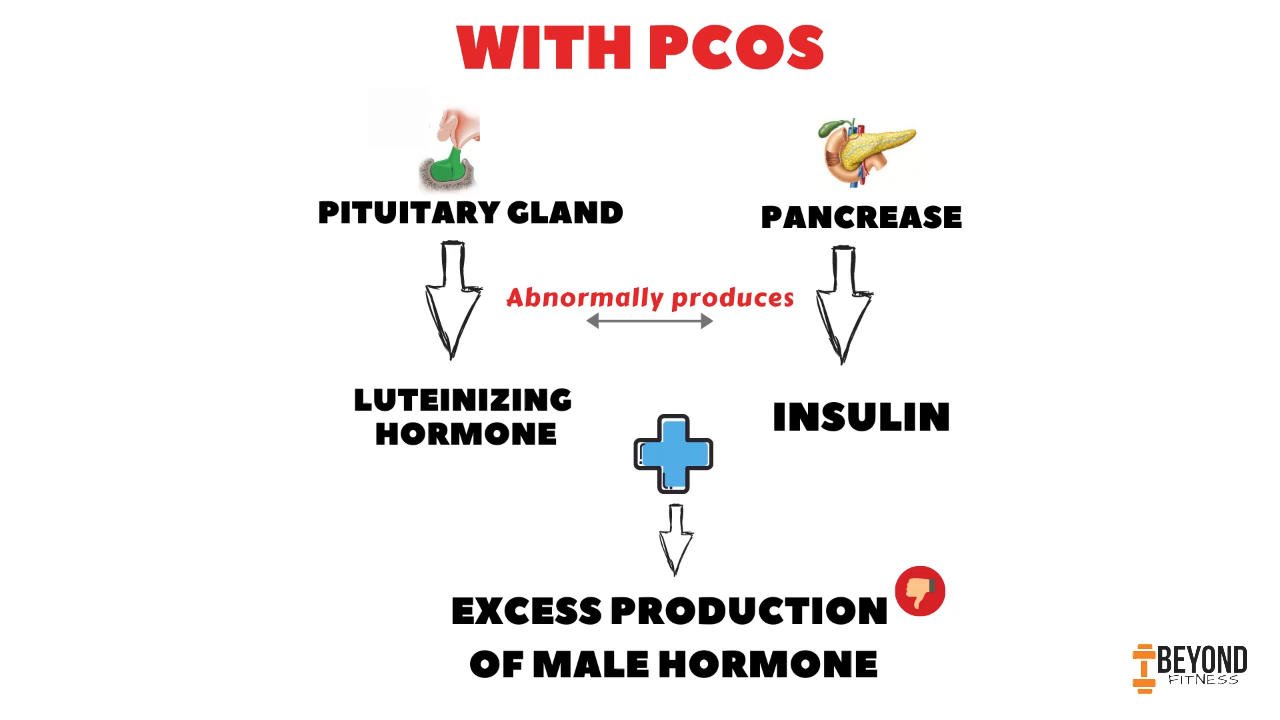 WITH PCOS
PITUITARY GLAND
PANCREASE
Abnormally produces
LUTEINIZING
HORMONE
INSULIN
EXCESS PRODUCTION
OF MALE HORMONE
BEYOND
FITNESS